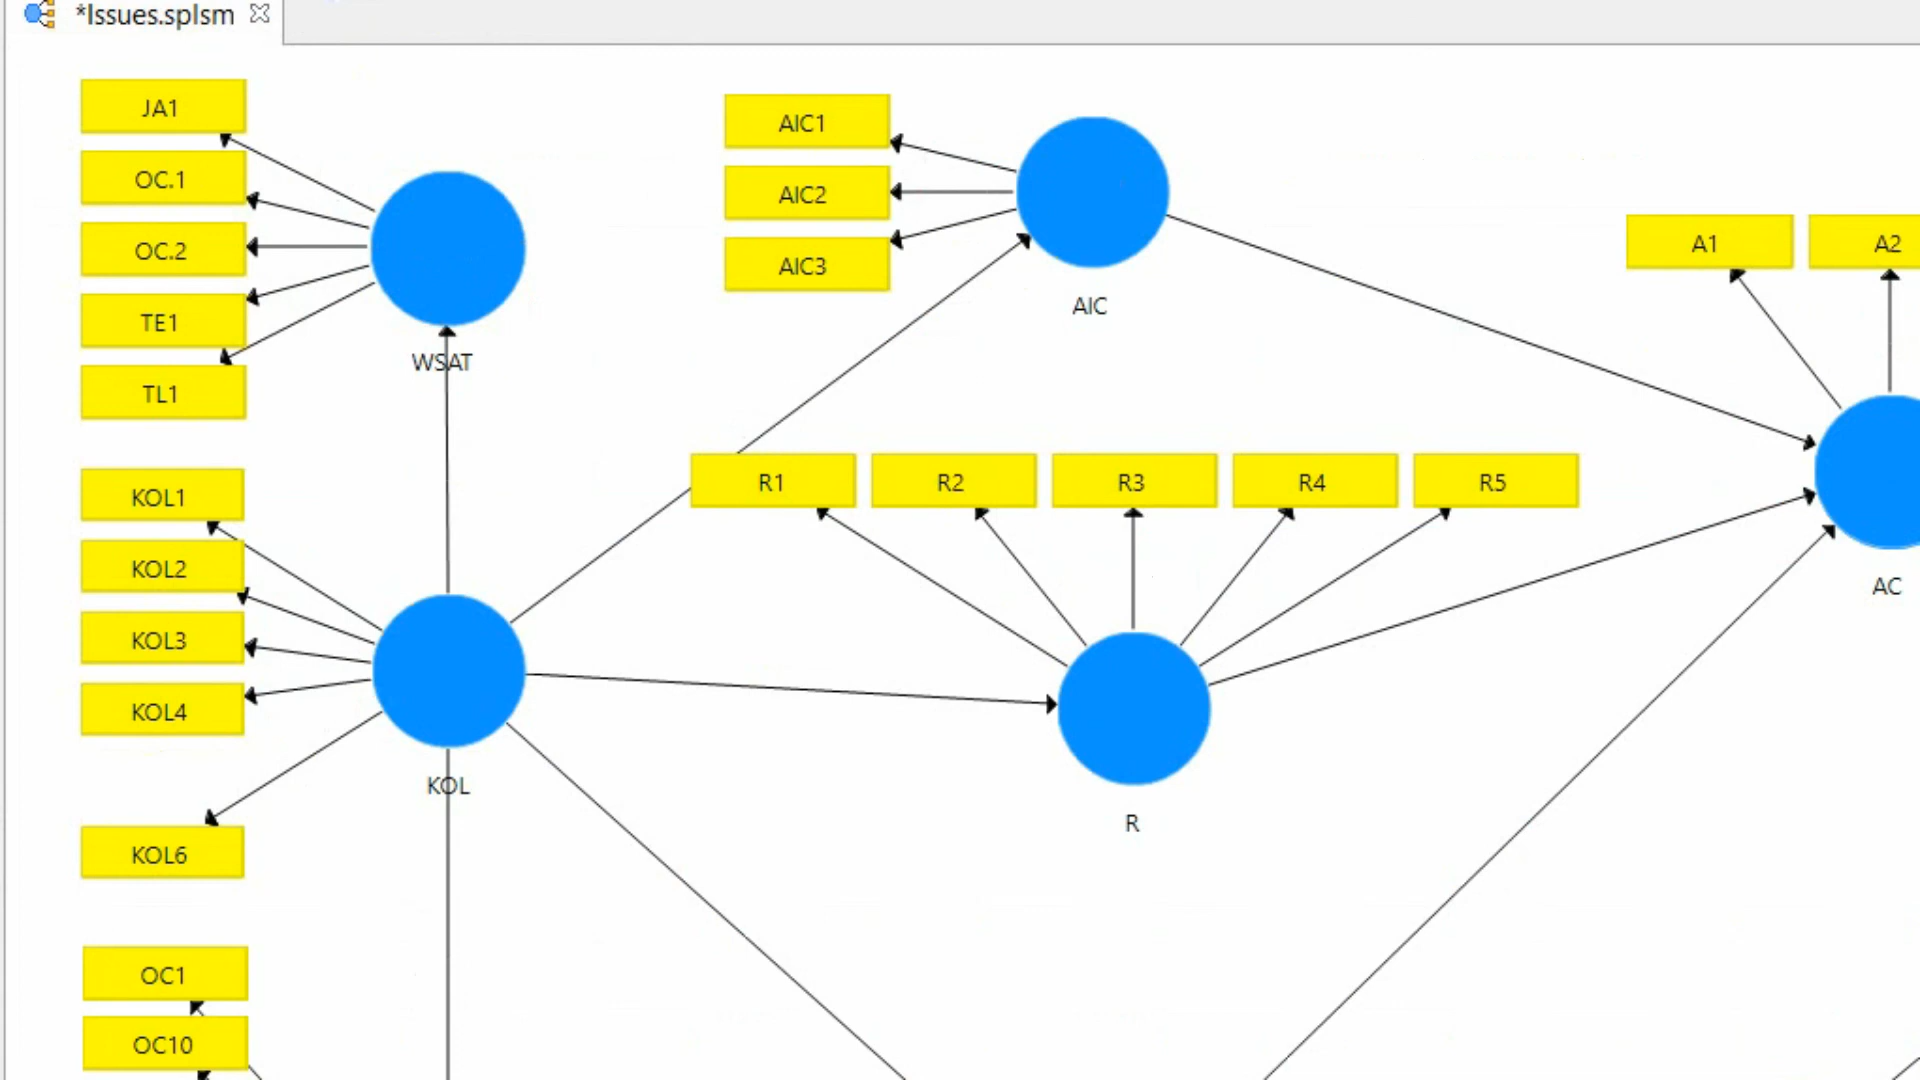 *Issues.splsm
JA1
OC.1
OC.2
TE1
TL1
WSAT
AIC1
AIC2
AIC3
AIC
A1
A2
AC
R1
R2
R3
R4
R5
R
KOL1
KOL2
KOL3
KOL4
KOL6
KOL
OC1
OC10